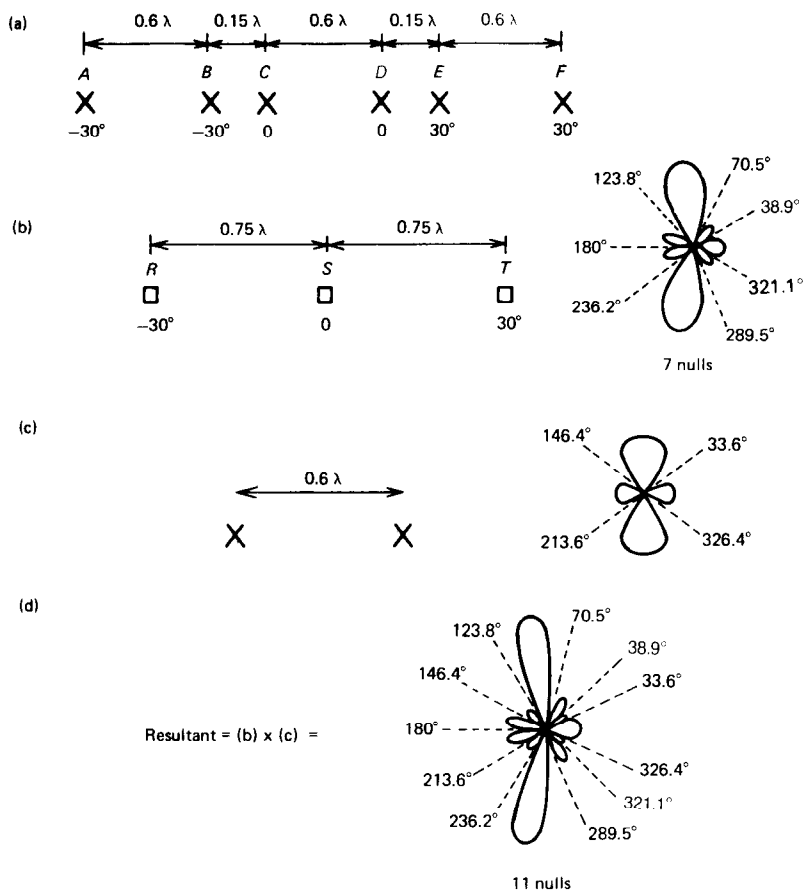 (a)
0.6 λ 0.15 λ 0.6 λ 0.15 λ 0.6 λ
A B C D E F
−30° −30° 0 0 30° 30°
(b)
0.75 λ 0.75 λ
R S T
−30° 0 30°
123.8° 70.5°
38.9°
180°
321.1°
236.2°
289.5°
7 nulls
(c)
0.6 λ
146.4° 33.6°
213.6° 326.4°
(d)
Resultant = (b) x (c) =
123.8° 70.5°
38.9°
146.4° 33.6°
180°
213.6° 326.4°
321.1°
236.2° 289.5°
11 nulls